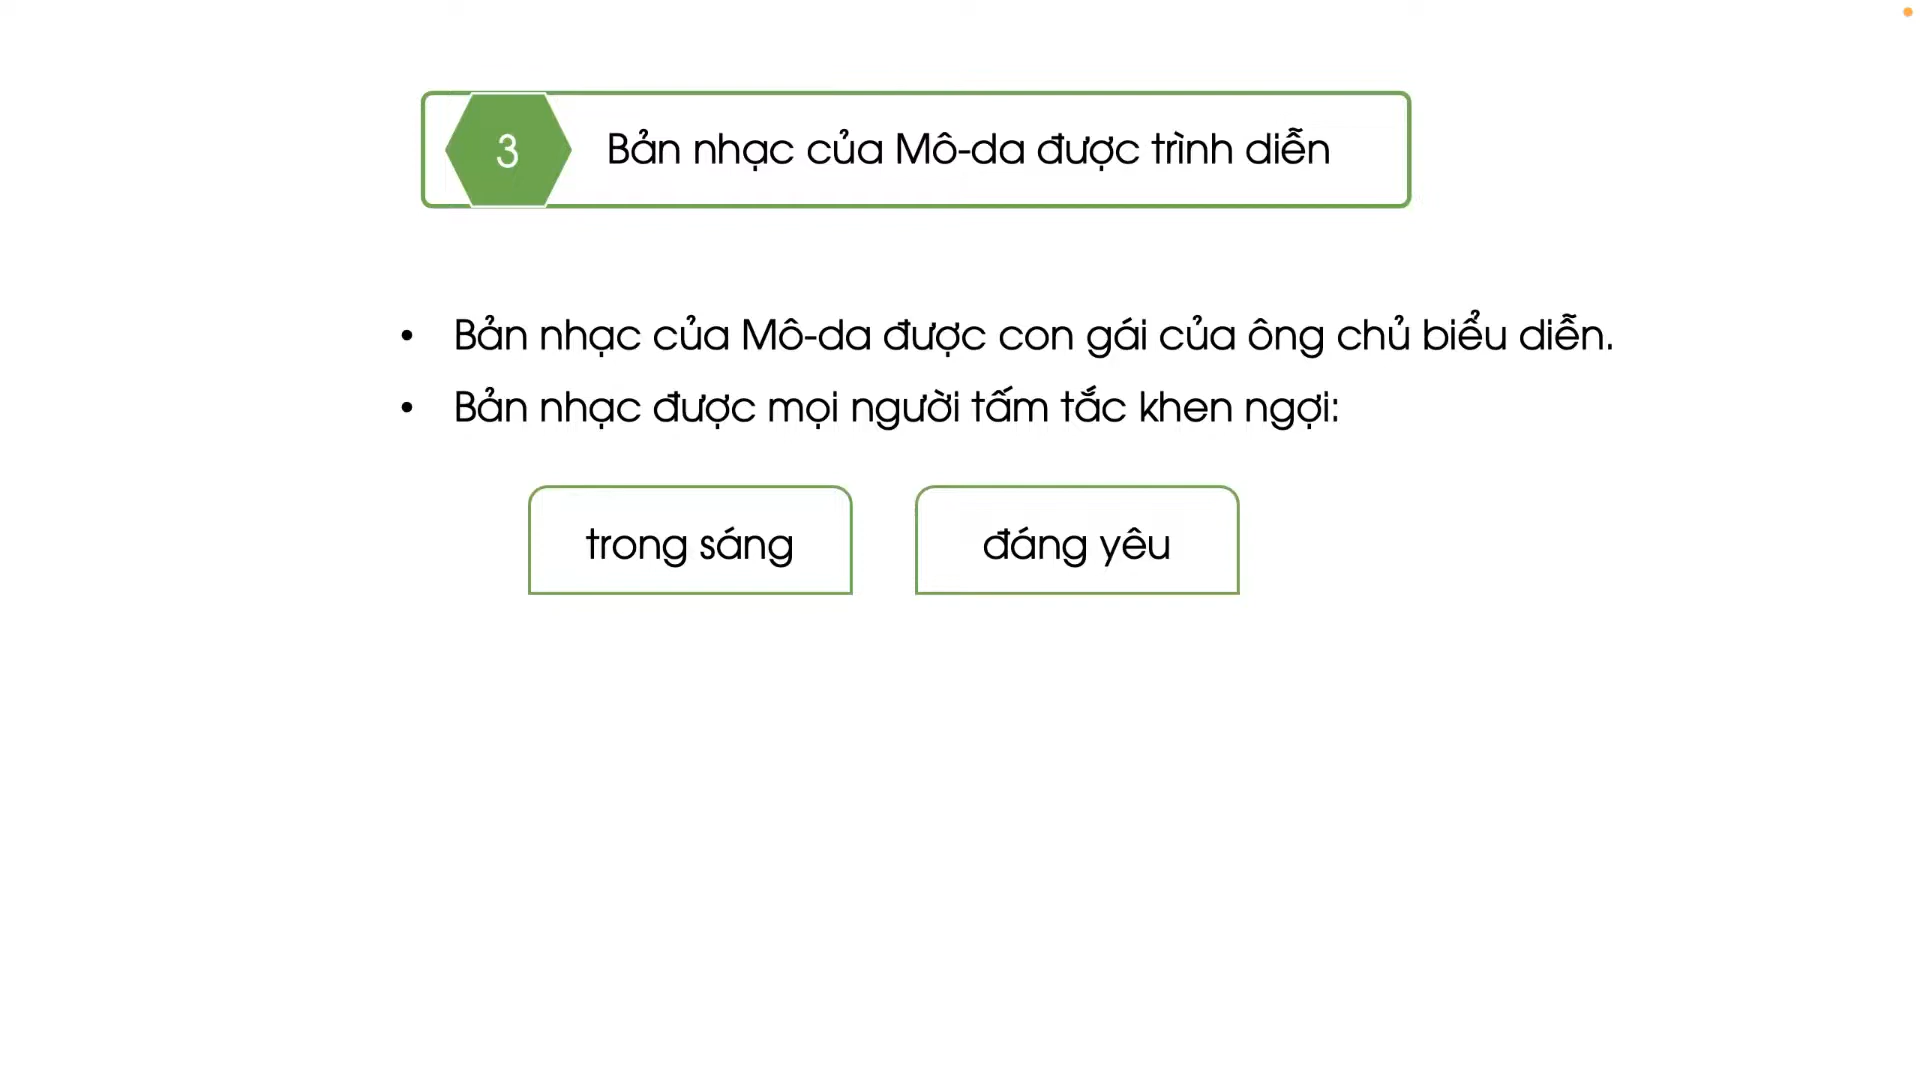 3 Bản nhạc của Mô-da được trình diễn
• Bản nhạc của Mô-da được con gái của ông chủ biểu diễn.
• Bản nhạc được mọi người tấm tắc khen ngợi:
trong sáng
đáng yêu